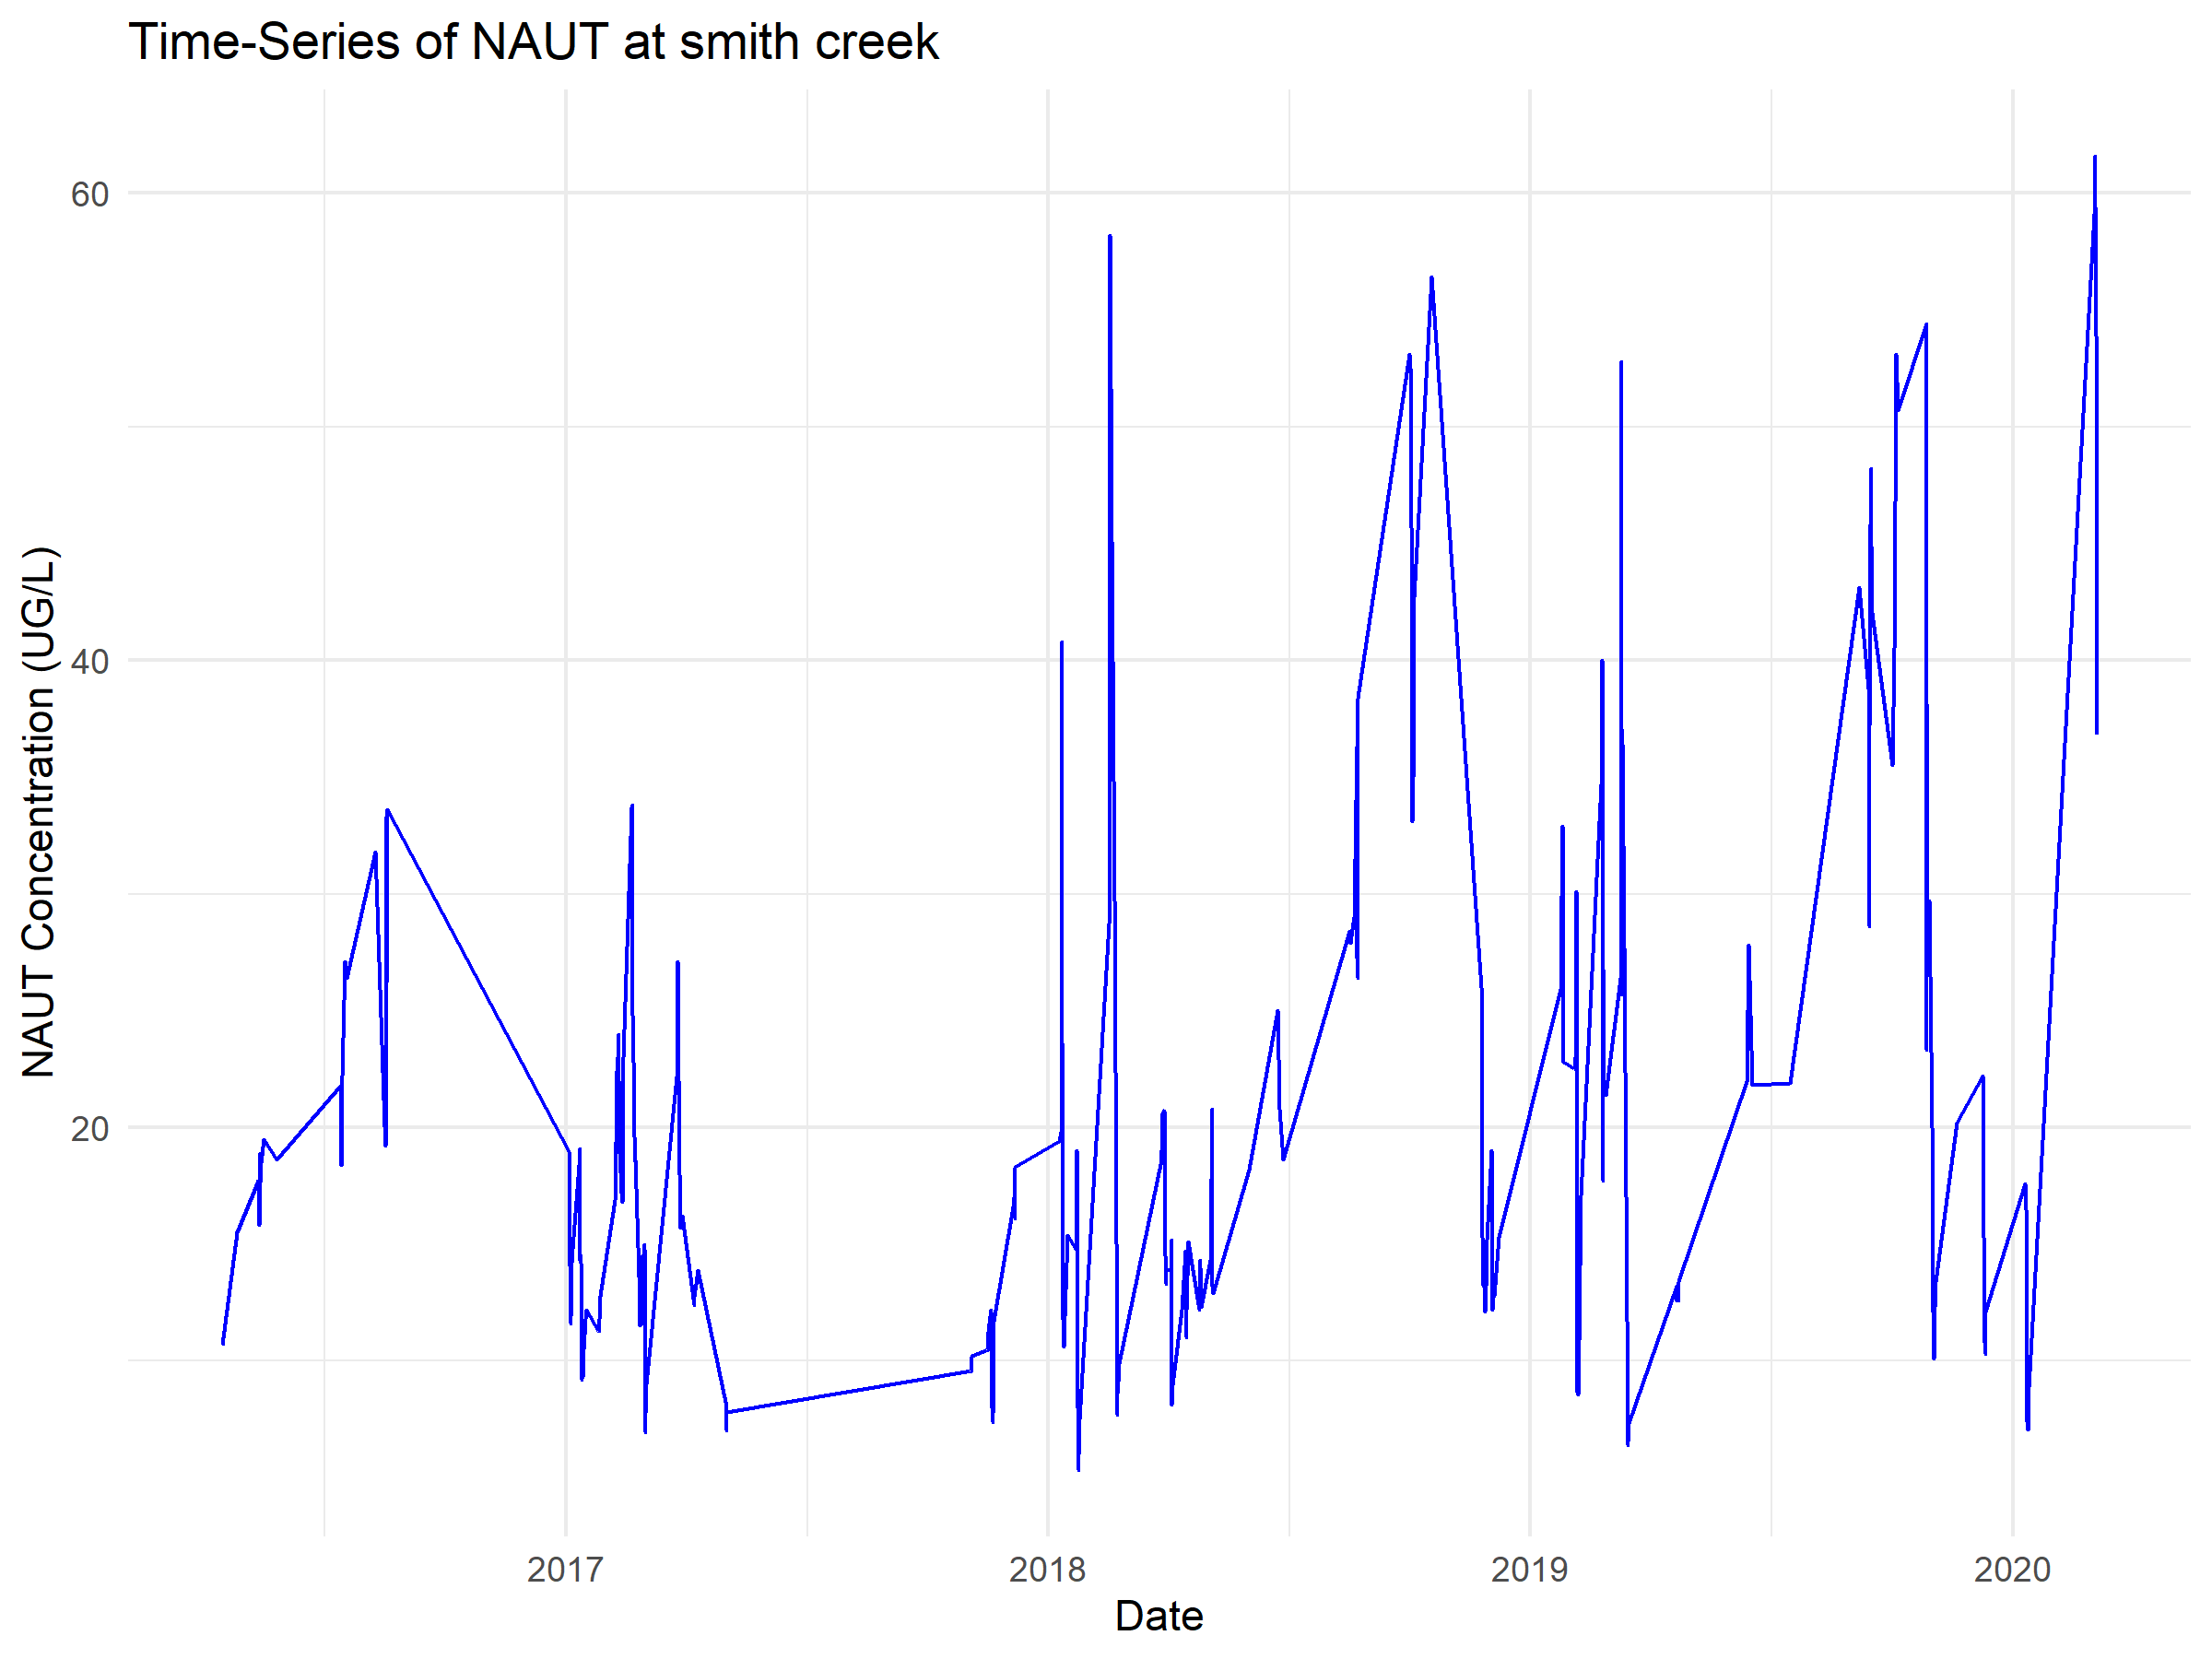 Time-Series of NAUT at smith creek
NAUT Concentration (UG/L)
60
40
20
2017
2018
2019
2020
Date